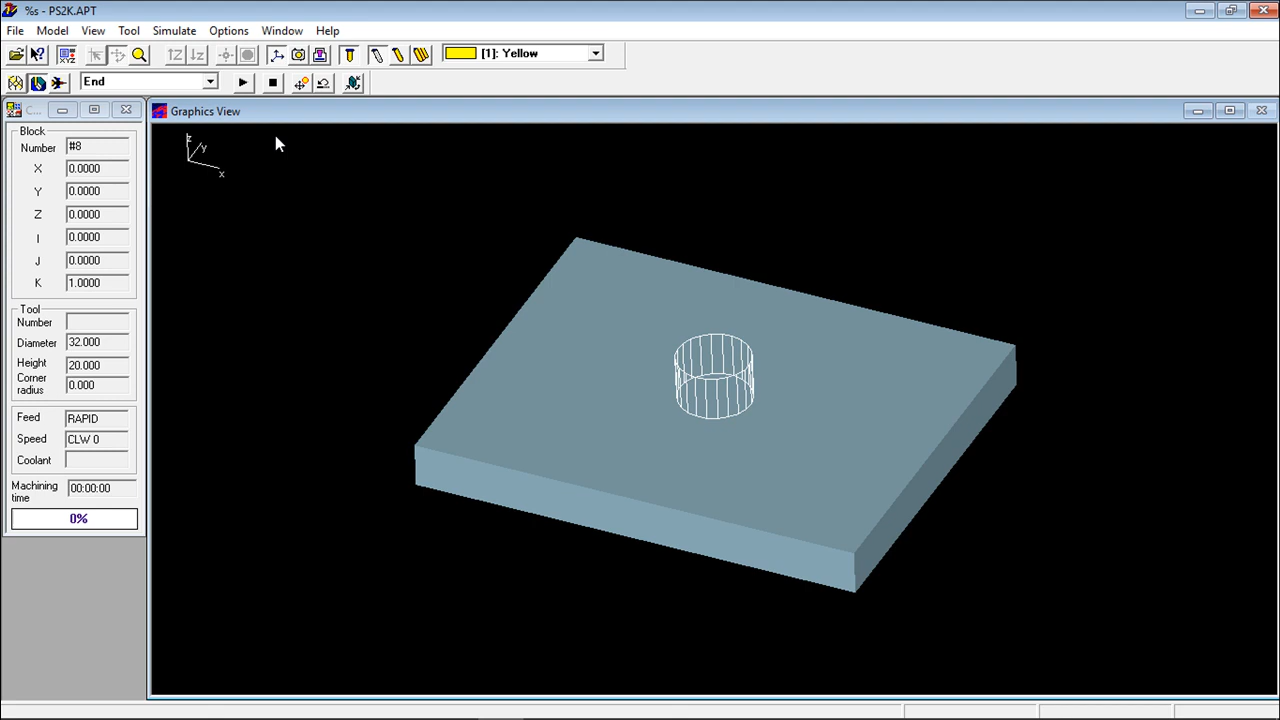 %s - PS2K.APT
File Model View Tool Simulate Options Window Help
[1]: Yellow
End
C... Graphics View
Block
Number #8
X 0.0000
Y 0.0000
Z 0.0000
I 0.0000
J 0.0000
K 1.0000
Tool
Number
Diameter 32.000
Height 20.000
Corner
radius 0.000
Feed RAPID
Speed CLW 0
Coolant
Machining
time 00:00:00
0%
z
y
x